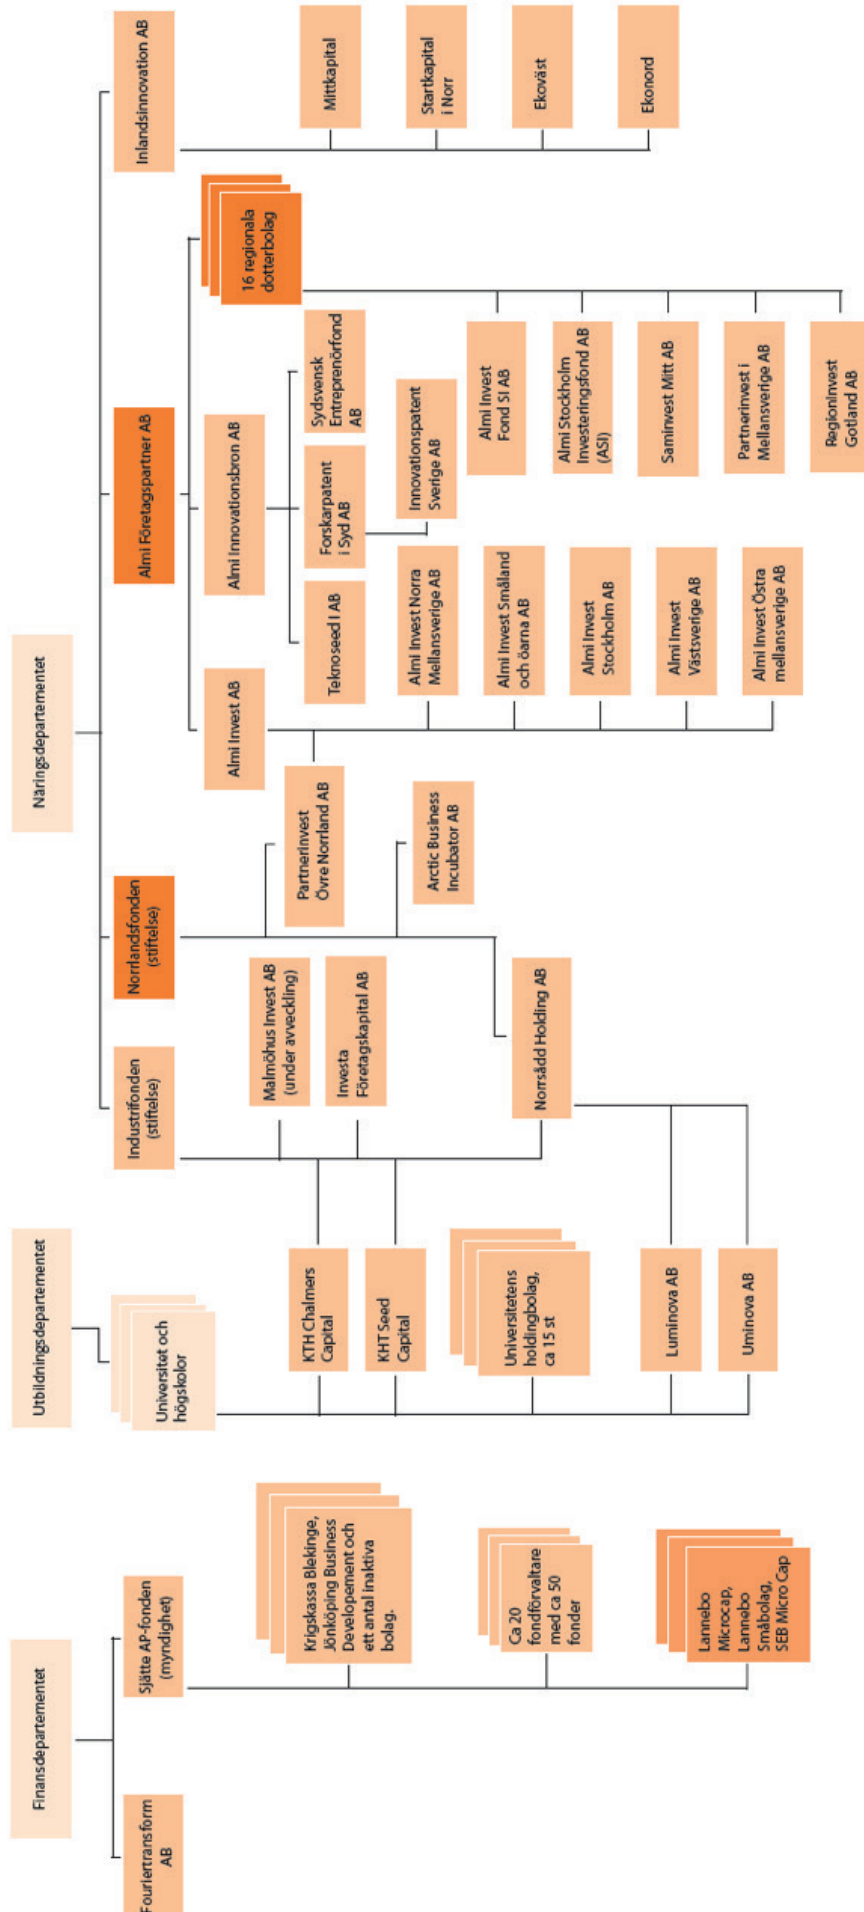 Finansdepartementet
Utbildningsdepartementet
Näringsdepartementet
Fouriertransform
AB
Sjätte AP-fonden
(myndighet)
Krigskassa Blekinge,
Jönköping Business
Developement och
ett antal inaktiva
bolag.
Ca 20
fondförvaltare
med ca 50
fonder
Lannebo
Microcap,
Lannebo
Småbolag,
SEB Micro Cap
Universitet och
högskolor
KTH Chalmers
Capital
KHT Seed
Capital
Universitetens
holdingbolag,
ca 15 st
Luminova AB
Uminova AB
Industrifonden
(stiftelse)
Malmöhus Invest AB
(under avveckling)
Investa
Företagskapital AB
Norrsådd Holding AB
Norrlandsfonden
(stiftelse)
Partnerinvest
Övre Norrland AB
Arctic Business
Incubator AB
Almi Företagspartner AB
Almi Invest AB
Almi Invest Norra
Mellansverige AB
Almi Invest Småland
och öarna AB
Almi Invest
Stockholm AB
Almi Invest
Västsverige AB
Almi Invest Östra
mellansverige AB
Almi Innovationsbron AB
Teknoseed I AB
Forskarpatent
i Syd AB
Sydsvensk
Entreprenörfond
AB
Innovationspatent
Sverige AB
16 regionala
dotterbolag
Almi Invest
Fond SI AB
Almi Stockholm
Investeringsfond AB
(ASI)
Saminvest Mitt AB
Partnerinvest i
Mellansverige AB
RegionInvest
Gotland AB
Inlandsinnovation AB
Mittkapital
Startkapital
i Norr
Ekoväst
Ekonord